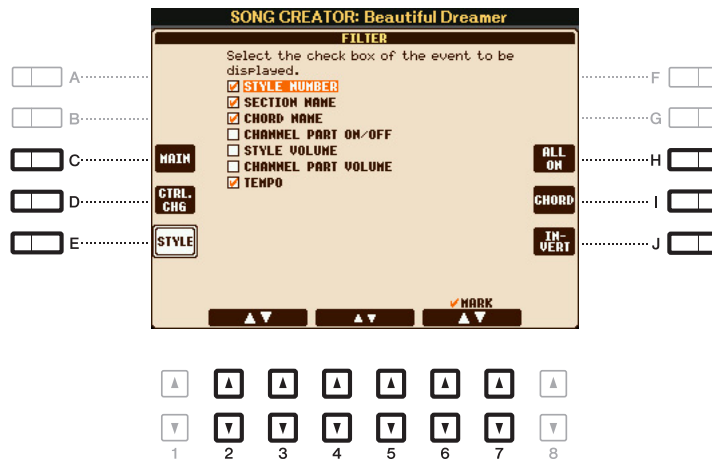 SONG CREATOR: Beautiful Dreamer
FILTER
Select the check box of the event to be
displayed.
STYLE NUMBER
SECTION NAME
CHORD NAME
CHANNEL PART ON/OFF
STYLE VOLUME
CHANNEL PART VOLUME
TEMPO
A
B
C
D
E
MAIN
CTRL.
CHG
STYLE
F
G
H
I
J
ALL
ON
CHORD
IN-
VERT
MARK
1 2 3 4 5 6 7 8